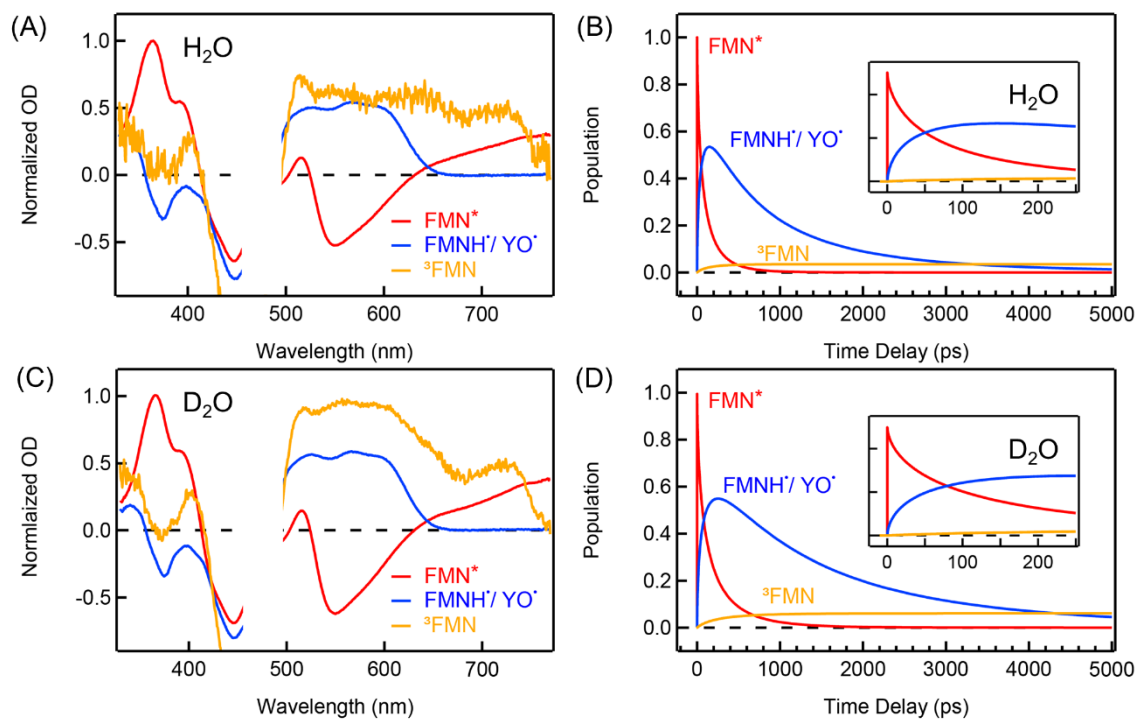 (A)
H₂O
Normalized OD
1.0
0.5
0.0
-0.5
FMN*
FMNH•/ YO•
³FMN
400
500
600
700
Wavelength (nm)
(B)
Population
1.0
0.8
0.6
0.4
0.2
0.0
FMN*
FMNH•/ YO•
³FMN
H₂O
0
100
200
0
1000
2000
3000
4000
5000
Time Delay (ps)
(C)
D₂O
Normlaized OD
1.0
0.5
0.0
-0.5
FMN*
FMNH•/ YO•
³FMN
400
500
600
700
Wavelength (nm)
(D)
Population
1.0
0.8
0.6
0.4
0.2
0.0
FMN*
FMNH•/ YO•
³FMN
D₂O
0
100
200
0
1000
2000
3000
4000
5000
Time Delay (ps)